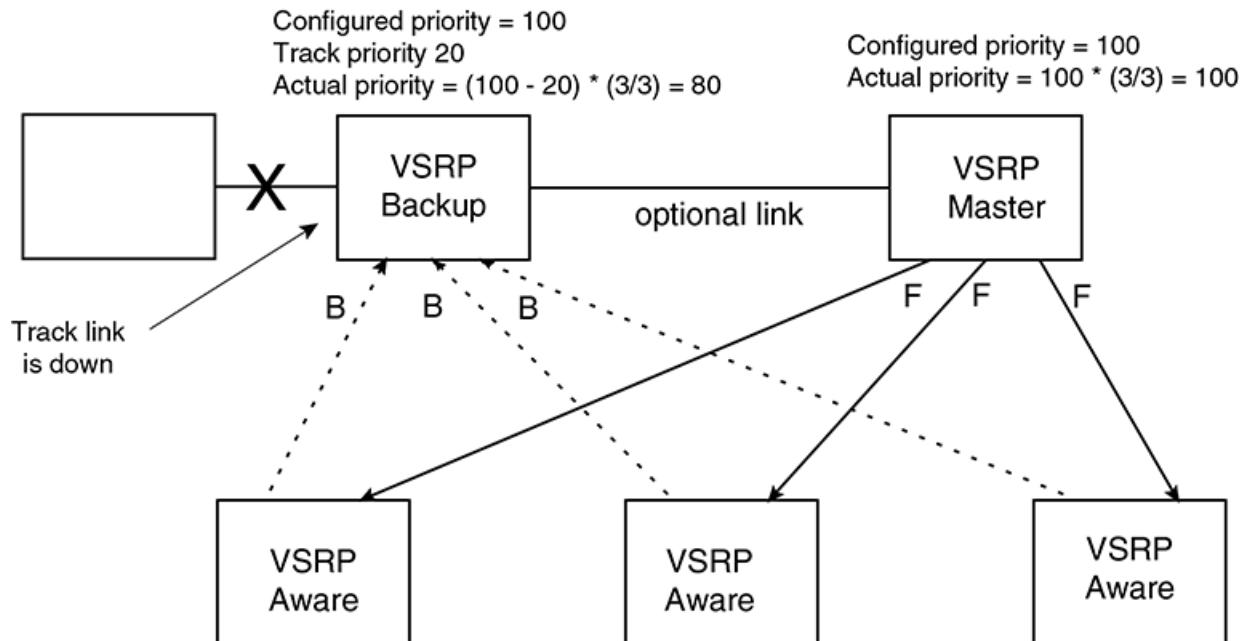 Configured priority = 100
Track priority 20
Actual priority = (100 - 20) * (3/3) = 80
Configured priority = 100
Actual priority = 100 * (3/3) = 100
X
VSRP
Backup
optional link
VSRP
Master
B
B
B
F
F
F
Track link
is down
VSRP
Aware
VSRP
Aware
VSRP
Aware